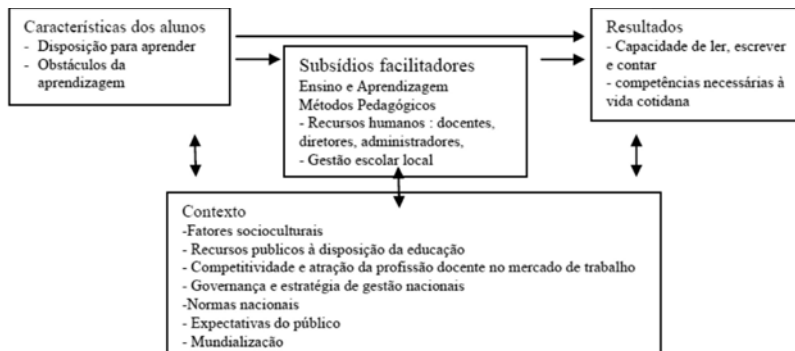 Características dos alunos
- Disposição para aprender
- Obstáculos da
aprendizagem
Subsídios facilitadores
Ensino e Aprendizagem
Métodos Pedagógicos
- Recursos humanos : docentes,
diretores, administradores,
- Gestão escolar local
Resultados
- Capacidade de ler, escrever
e contar
- competências necessárias à
vida cotidana
Contexto
-Fatores socioculturais
- Recursos publicos à disposição da educação
- Competitividade e atração da profissão docente no mercado de trabalho
- Governança e estratégia de gestão nacionais
-Normas nacionais
- Expectativas do público
- Mundialização